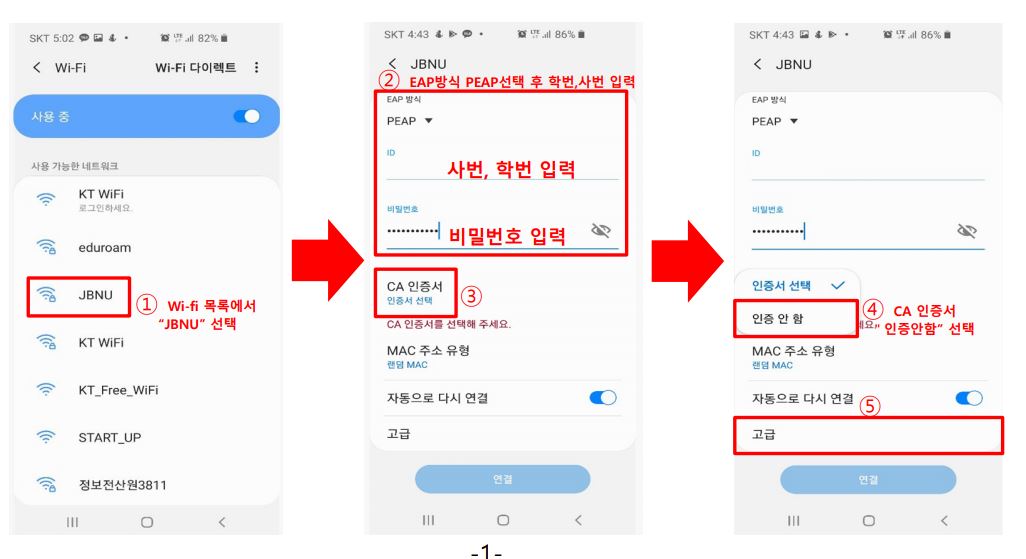 SKT 5:02
82%
Wi-Fi
Wi-Fi 다이렉트
사용 중
사용 가능한 네트워크
KT WiFi
로그인하세요.
eduroam
JBNU
① Wi-fi 목록에서
"JBNU" 선택
KT WiFi
KT_Free_WiFi
START_UP
정보전산원3811
SKT 4:43
LTE
86%
JBNU
② EAP방식 PEAP선택 후 학번,사번 입력
EAP 방식
PEAP
ID
사번, 학번 입력
비밀번호
•••••••••••
비밀번호 입력
CA 인증서
인증서 선택
③
CA 인증서를 선택해 주세요.
MAC 주소 유형
랜덤 MAC
자동으로 다시 연결
고급
연결
SKT 4:43
LTE
86%
JBNU
EAP 방식
PEAP
ID
비밀번호
•••••••••••
인증서 선택
인증 안 함
④ CA 인증서
" 인증안함" 선택
세요.
MAC 주소 유형
랜덤 MAC
자동으로 다시 연결
⑤
고급
연결
-1-